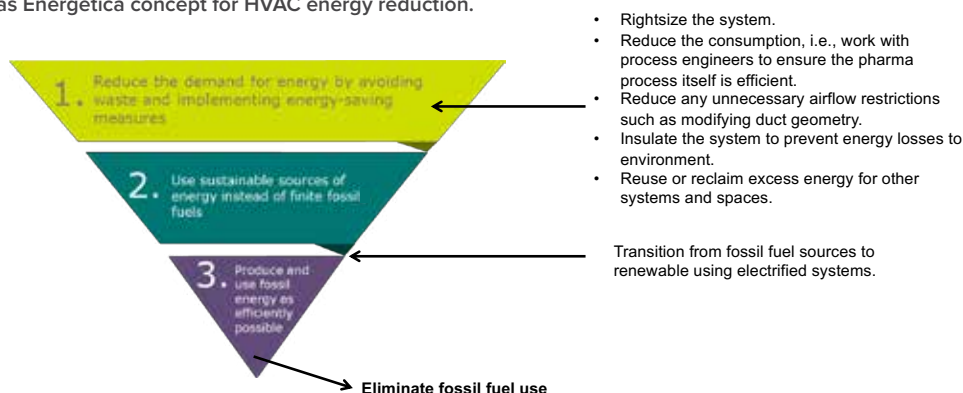 as Energetica concept for HVAC energy reduction.
1. Reduce the demand for energy by avoiding
waste and implementing energy-saving
measures
2. Use sustainable sources of
energy instead of finite fossil
fuels
3. Produce and
use fossil
energy as
efficiently
possible
• Rightsize the system.
• Reduce the consumption, i.e., work with
process engineers to ensure the pharma
process itself is efficient.
• Reduce any unnecessary airflow restrictions
such as modifying duct geometry.
• Insulate the system to prevent energy losses to
environment.
• Reuse or reclaim excess energy for other
systems and spaces.
Transition from fossil fuel sources to
renewable using electrified systems.
Eliminate fossil fuel use